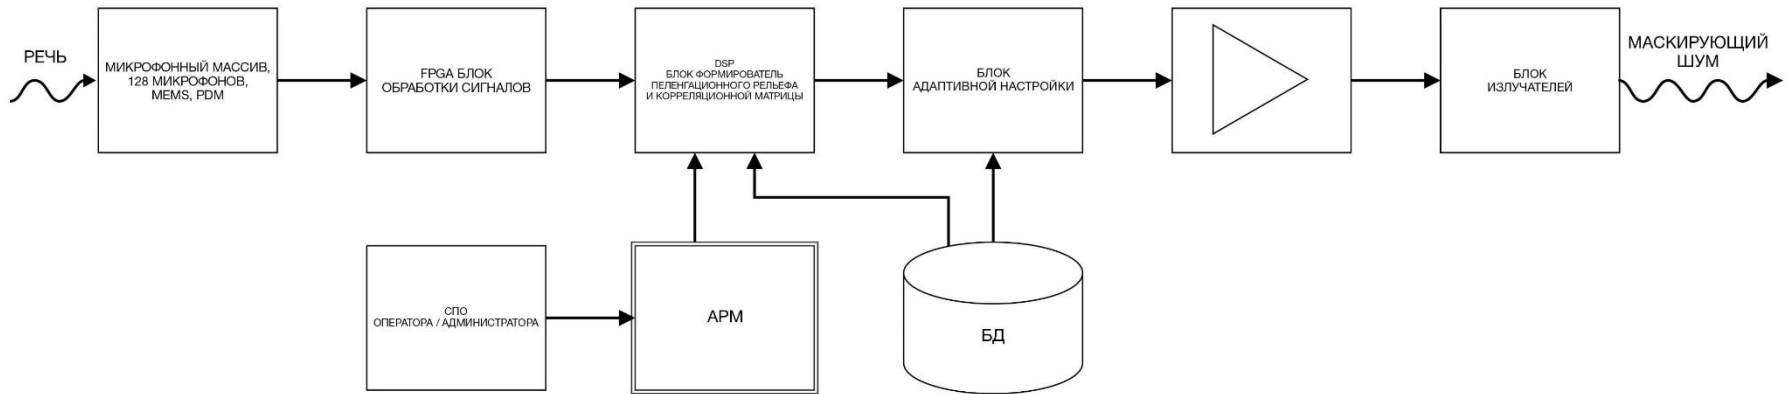 РЕЧЬ
МИКРОФОННЫЙ МАССИВ,
128 МИКРОФОНОВ,
MEMS, PDM
FPGA БЛОК
ОБРАБОТКИ СИГНАЛОВ
DSP
БЛОК ФОРМИРОВАТЕЛЬ
ПЕЛЕНГАЦИОННОГО РЕЛЬЕФА
И КОРРЕЛЯЦИОННОЙ МАТРИЦЫ
БЛОК
АДАПТИВНОЙ НАСТРОЙКИ
БЛОК
ИЗЛУЧАТЕЛЕЙ
МАСКИРУЮЩИЙ
ШУМ
СПО
ОПЕРАТОРА / АДМИНИСТРАТОРА
АРМ
БД